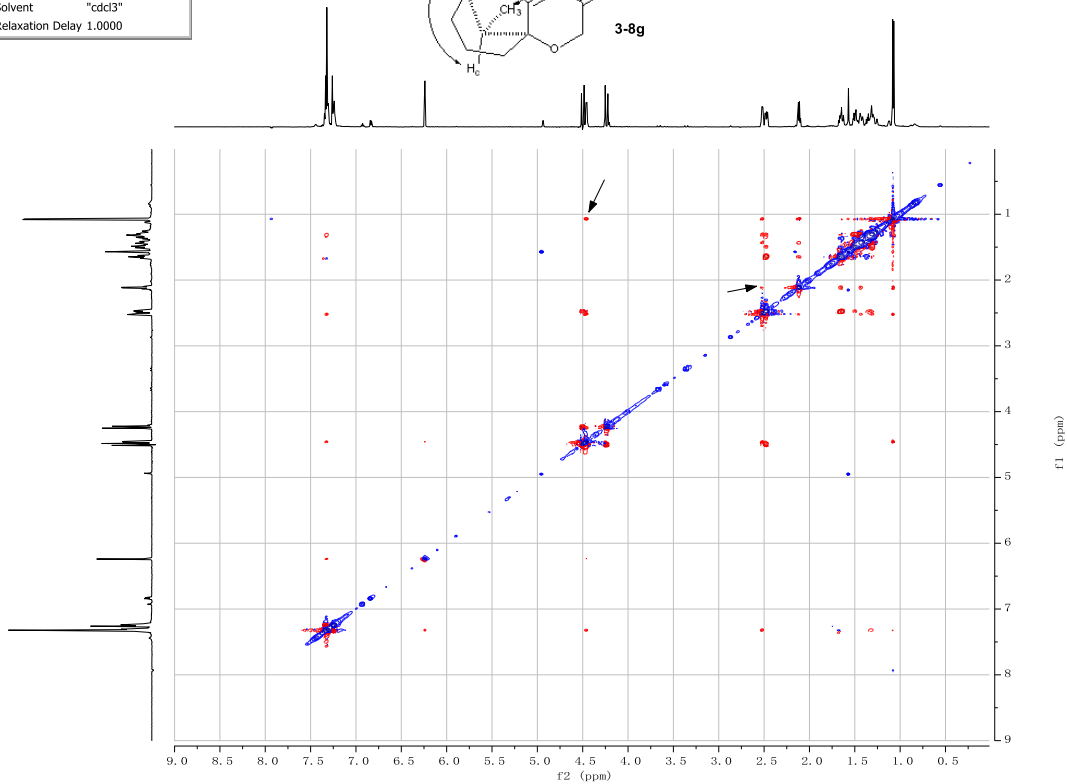 Solvent "cdcl3"
Relaxation Delay 1.0000
CH3
O
Hc
3-8g
1
2
3
4
5
6
7
8
9
f1 (ppm)
9.0 8.5 8.0 7.5 7.0 6.5 6.0 5.5 5.0 4.5 4.0 3.5 3.0 2.5 2.0 1.5 1.0 0.5
f2 (ppm)